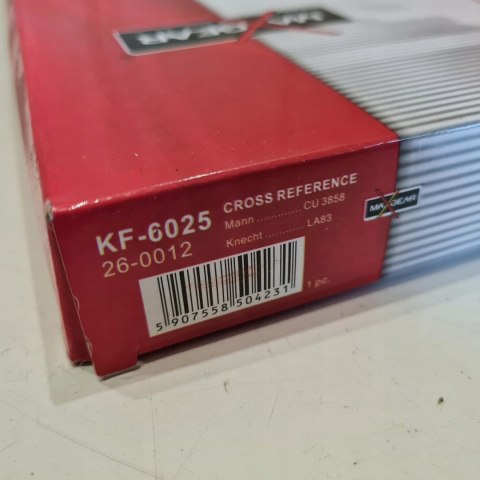 MAXGEAR
KF-6025
26-0012
CROSS REFERENCE
Mann ............. CU 3858
Knecht ............ LA83
MAXGEAR
5 907558 504231
1 pc.